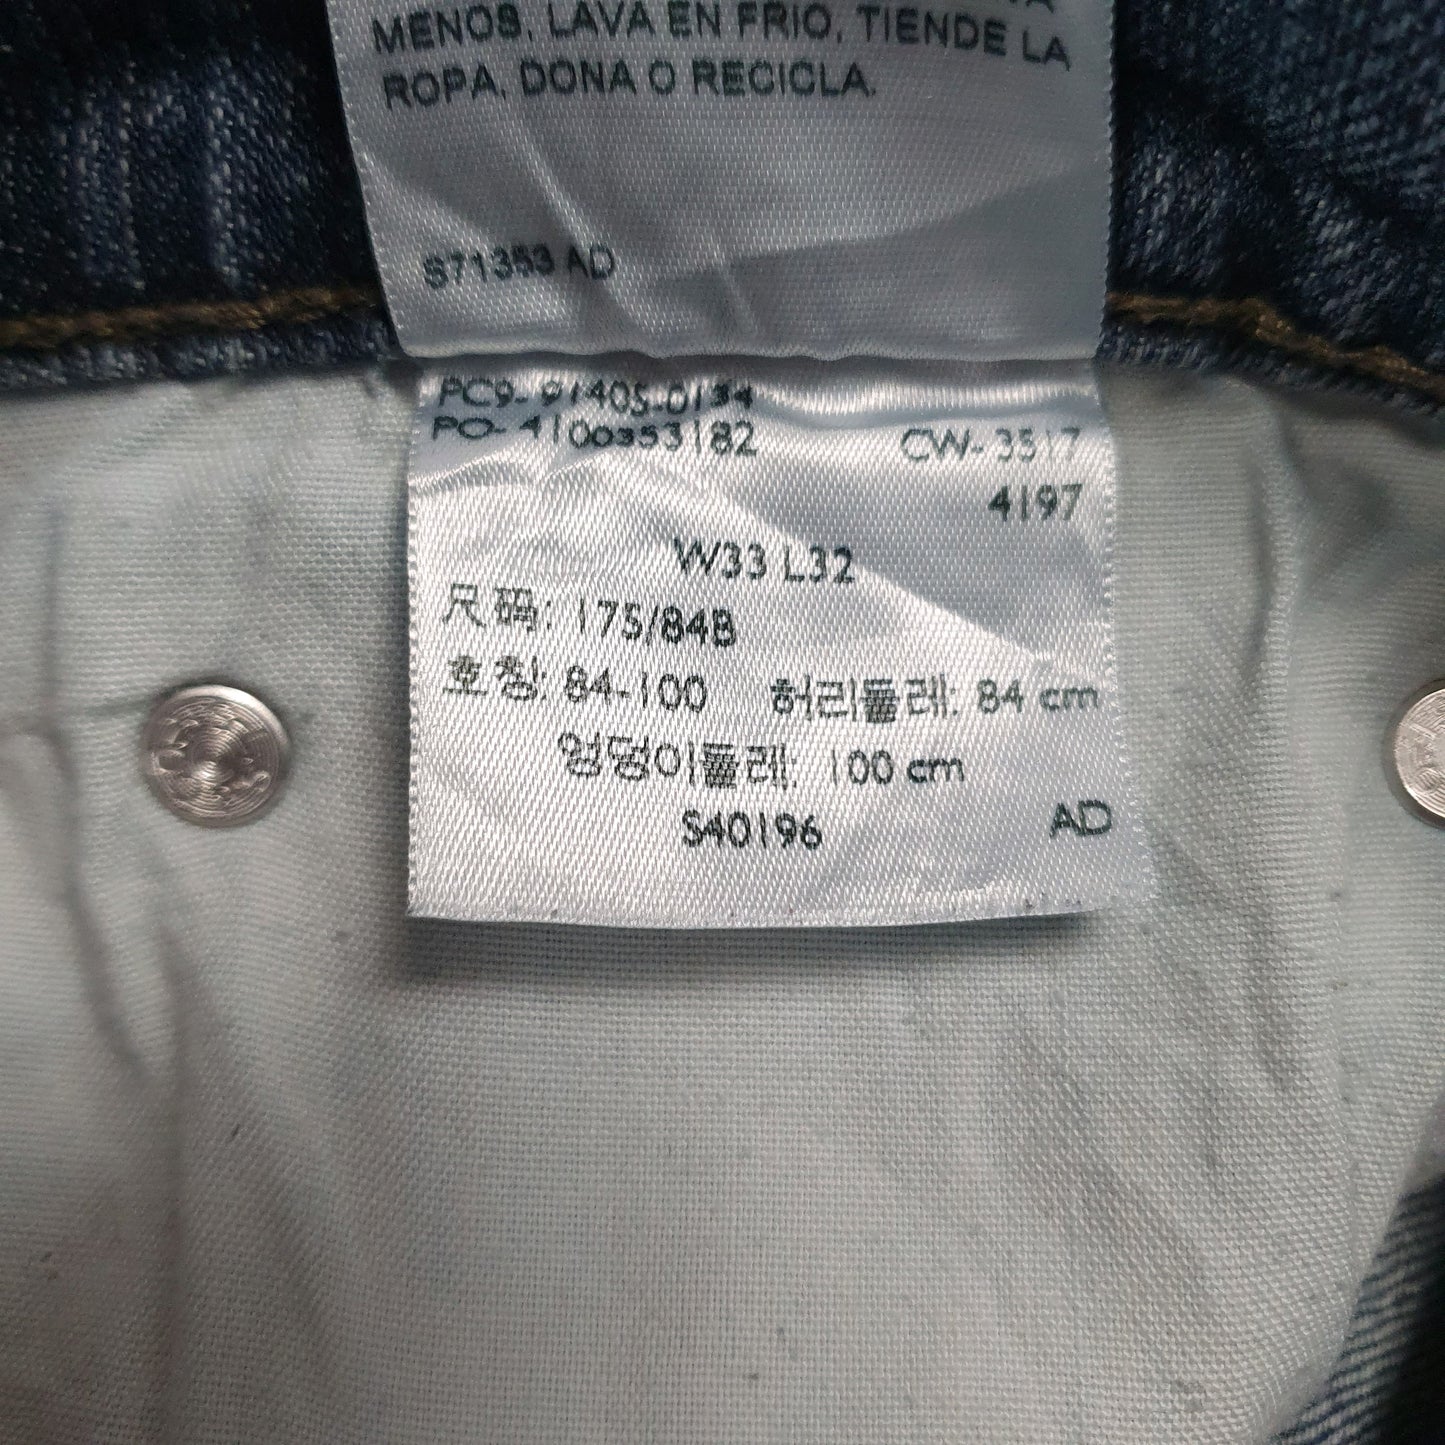 MENOS, LAVA EN FRIO, TIENDE LA
ROPA, DONA O RECICLA.
S71353 AD
PC9-91405-0134
PO-4100353182 CW-3517
4197
W33 L32
尺码: 175/84B
호칭: 84-100 허리둘레: 84 cm
엉덩이둘레: 100 cm
S40196 AD